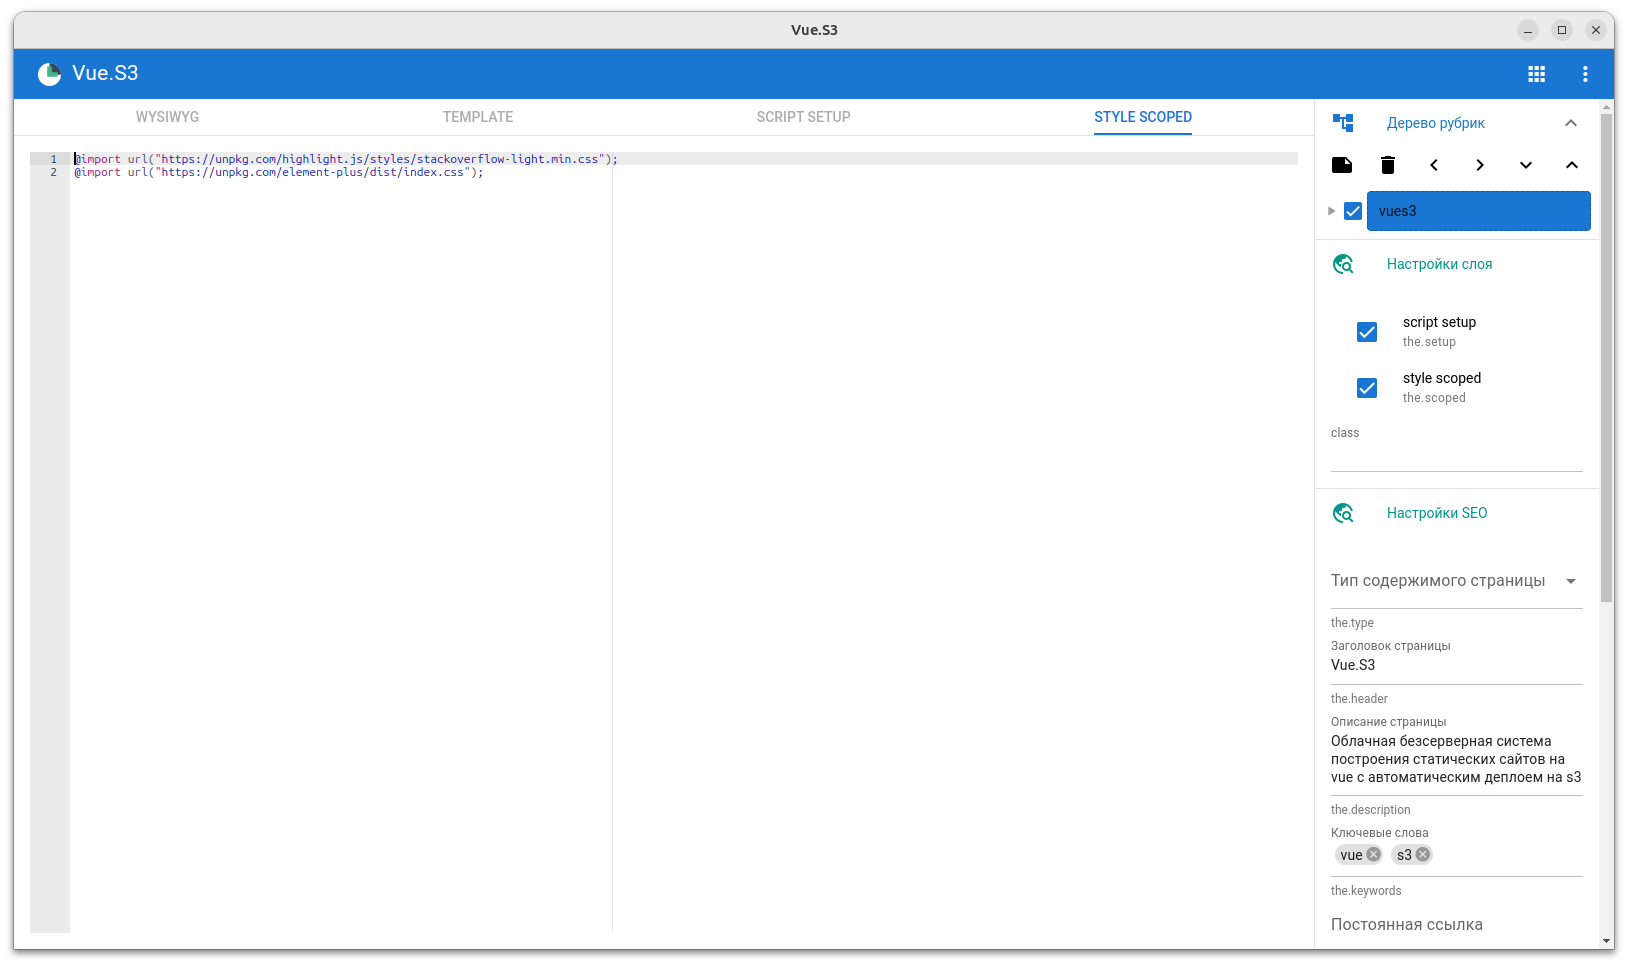 Vue.S3
Vue.S3
WYSIWYG
TEMPLATE
SCRIPT SETUP
STYLE SCOPED
1 @import url("https://unpkg.com/highlight.js/styles/stackoverflow-light.min.css");
2 @import url("https://unpkg.com/element-plus/dist/index.css");
Дерево рубрик
vues3
Настройки слоя
script setup
the.setup
style scoped
the.scoped
class
Настройки SEO
Тип содержимого страницы
the.type
Заголовок страницы
Vue.S3
the.header
Описание страницы
Облачная безсерверная система
построения статических сайтов на
vue с автоматическим деплоем на s3
the.description
Ключевые слова
vue s3
the.keywords
Постоянная ссылка